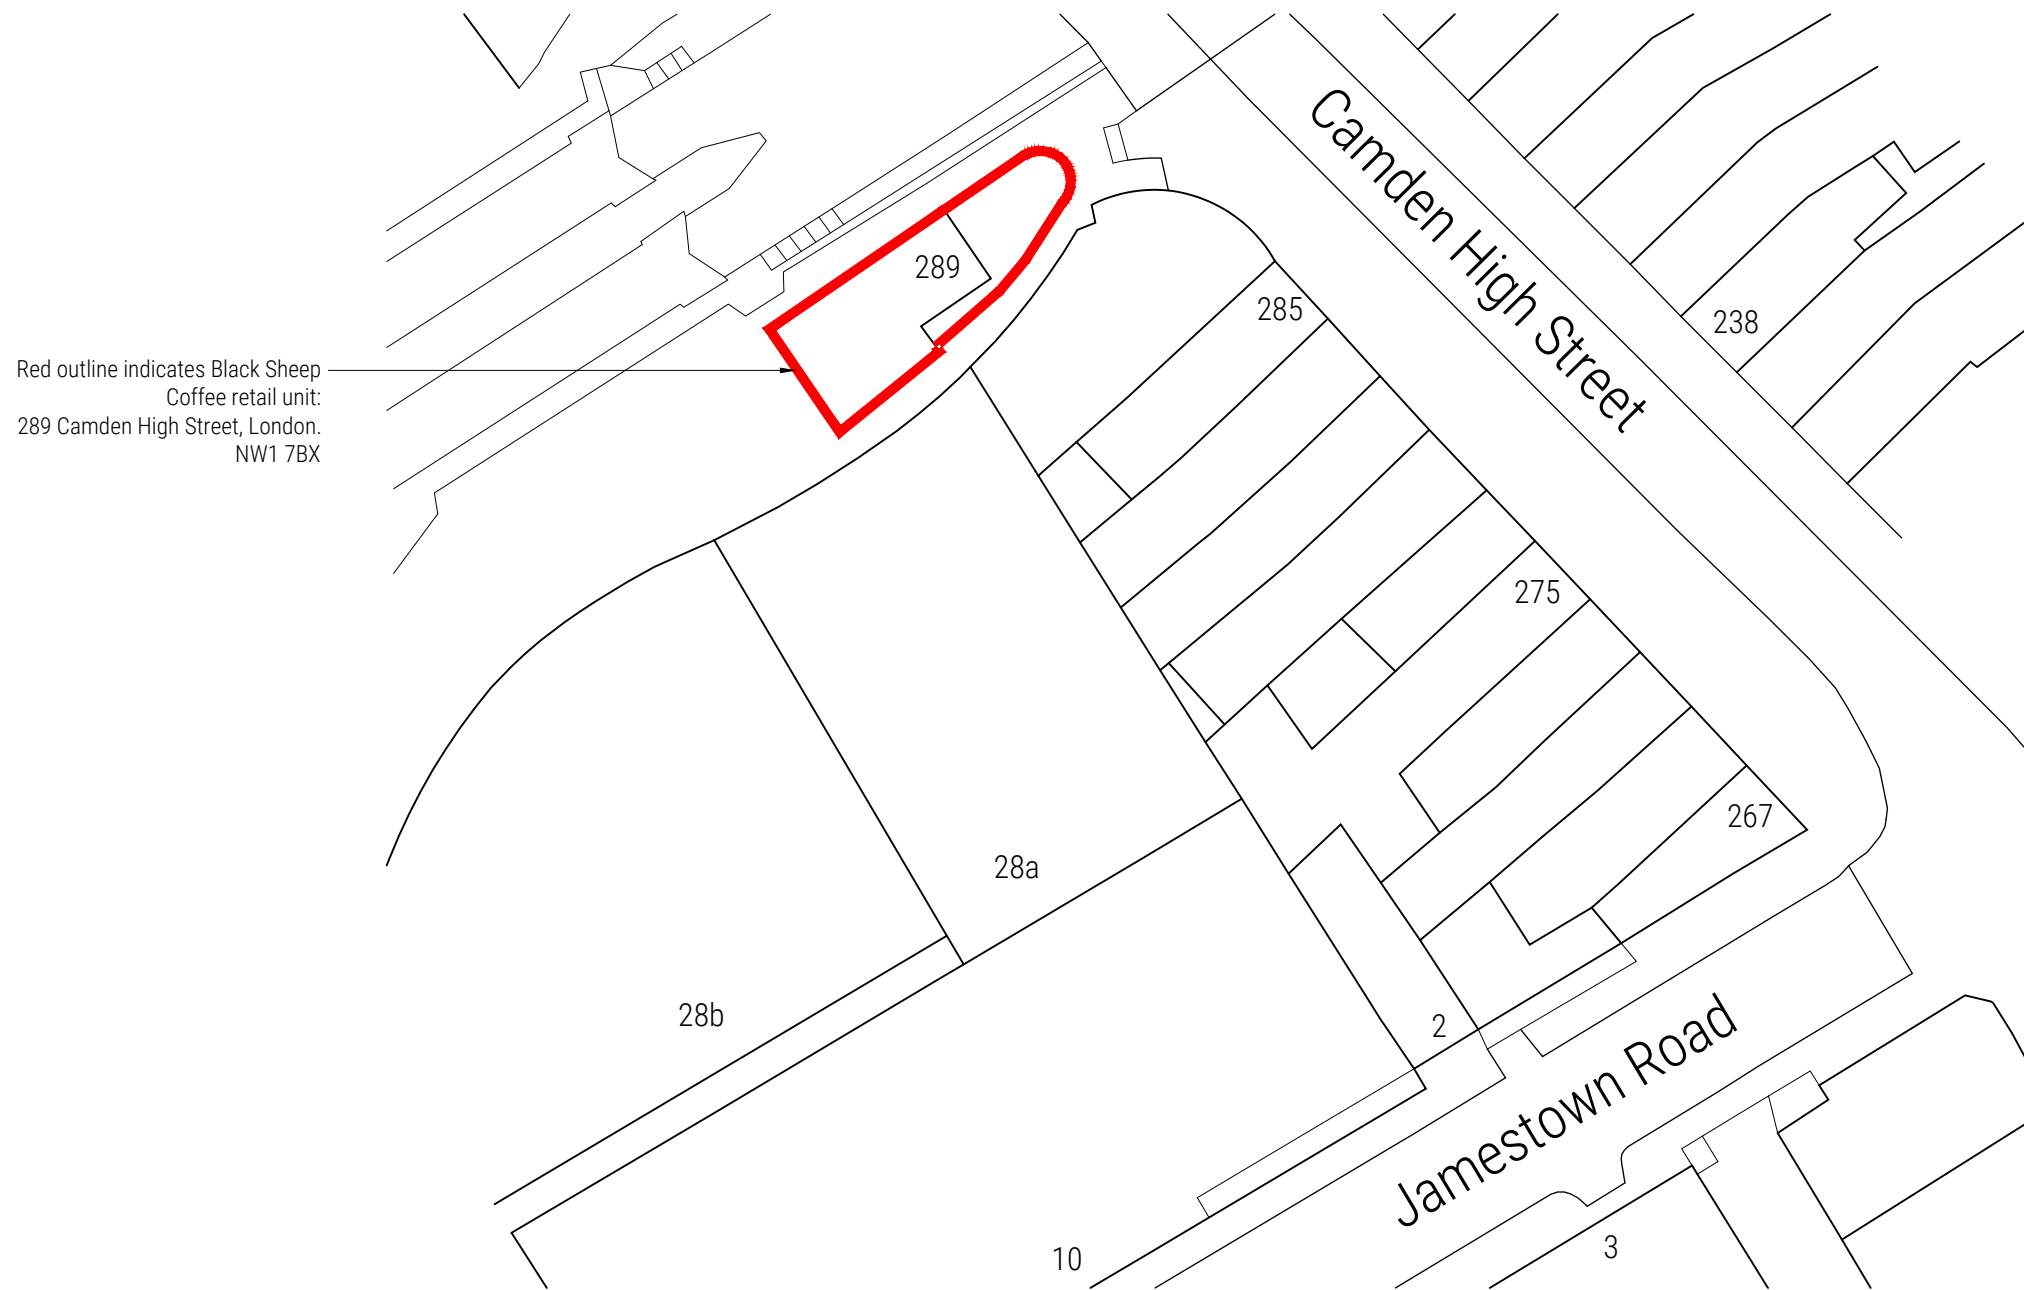 Camden High Street
289
285
238
Red outline indicates Black Sheep
Coffee retail unit:
289 Camden High Street, London.
NW1 7BX
275
267
28a
28b
2
Jamestown Road
10
3